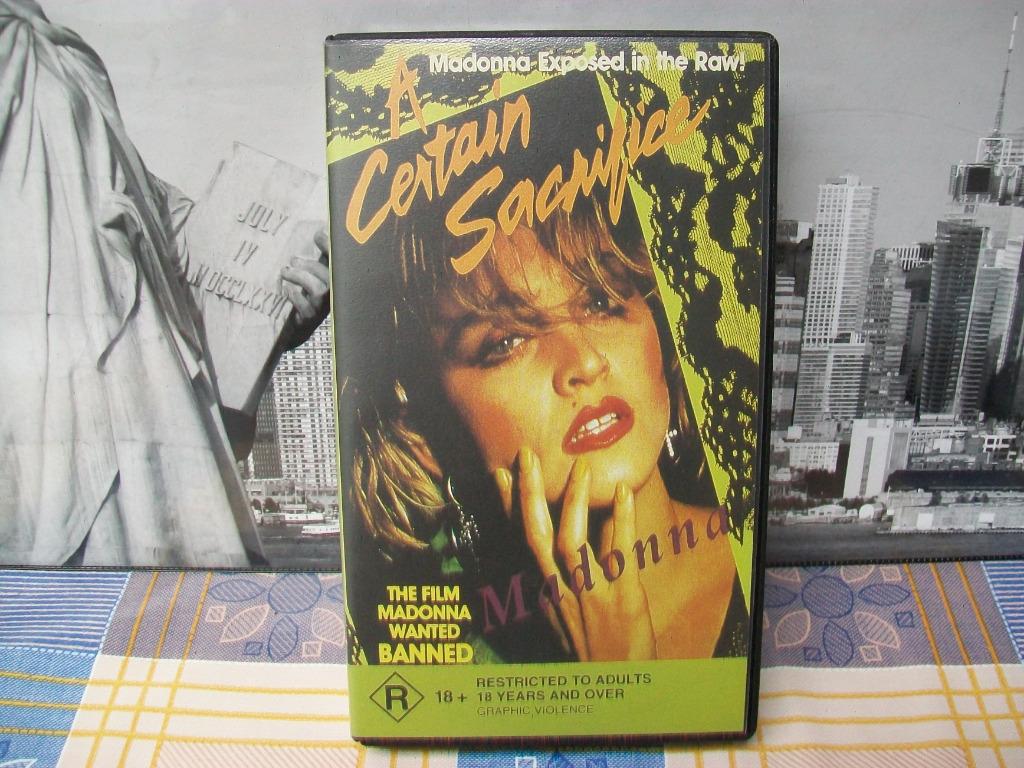 Madonna Exposed in the Raw!
A
Certain
Sacrifice
JULY
IV
MDCCLXXVI
Madonna
THE FILM
MADONNA
WANTED
BANNED
R
18+
RESTRICTED TO ADULTS
18 YEARS AND OVER
GRAPHIC VIOLENCE